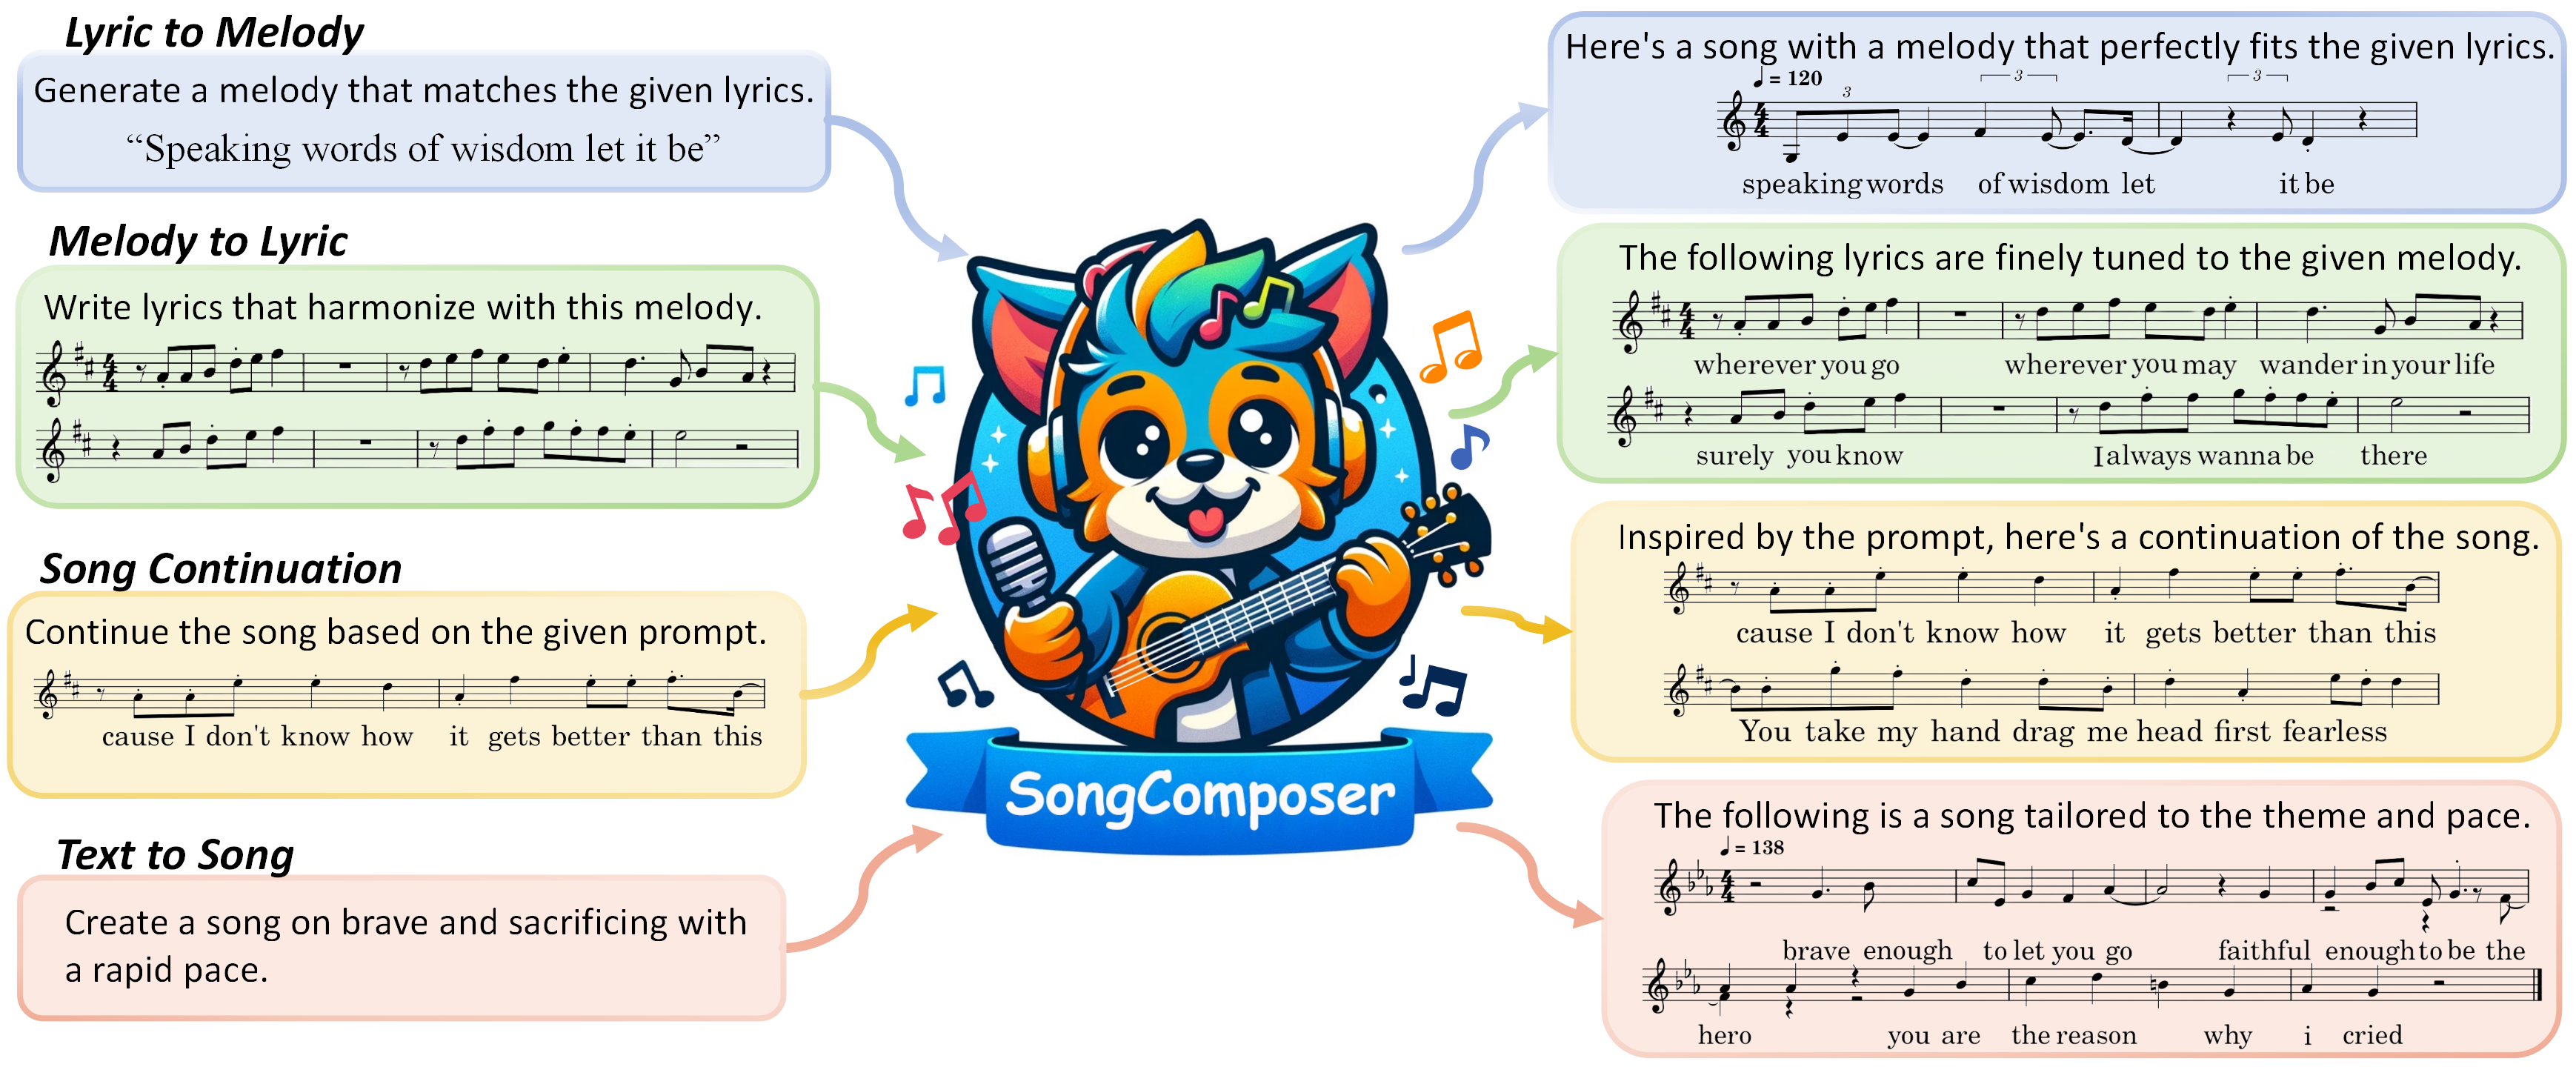 Lyric to Melody
Generate a melody that matches the given lyrics.
“Speaking words of wisdom let it be”
Melody to Lyric
Write lyrics that harmonize with this melody.
4
4
Song Continuation
Continue the song based on the given prompt.
cause I don't know how it gets better than this
Text to Song
Create a song on brave and sacrificing with
a rapid pace.
SongComposer
Here's a song with a melody that perfectly fits the given lyrics.
♩ = 120
3 3 3
4
4
speaking words of wisdom let it be
The following lyrics are finely tuned to the given melody.
4
4
wherever you go wherever you may wander in your life
surely you know I always wanna be there
Inspired by the prompt, here's a continuation of the song.
cause I don't know how it gets better than this
You take my hand drag me head first fearless
The following is a song tailored to the theme and pace.
♩ = 138
4
4
brave enough to let you go faithful enough to be the
hero you are the reason why i cried